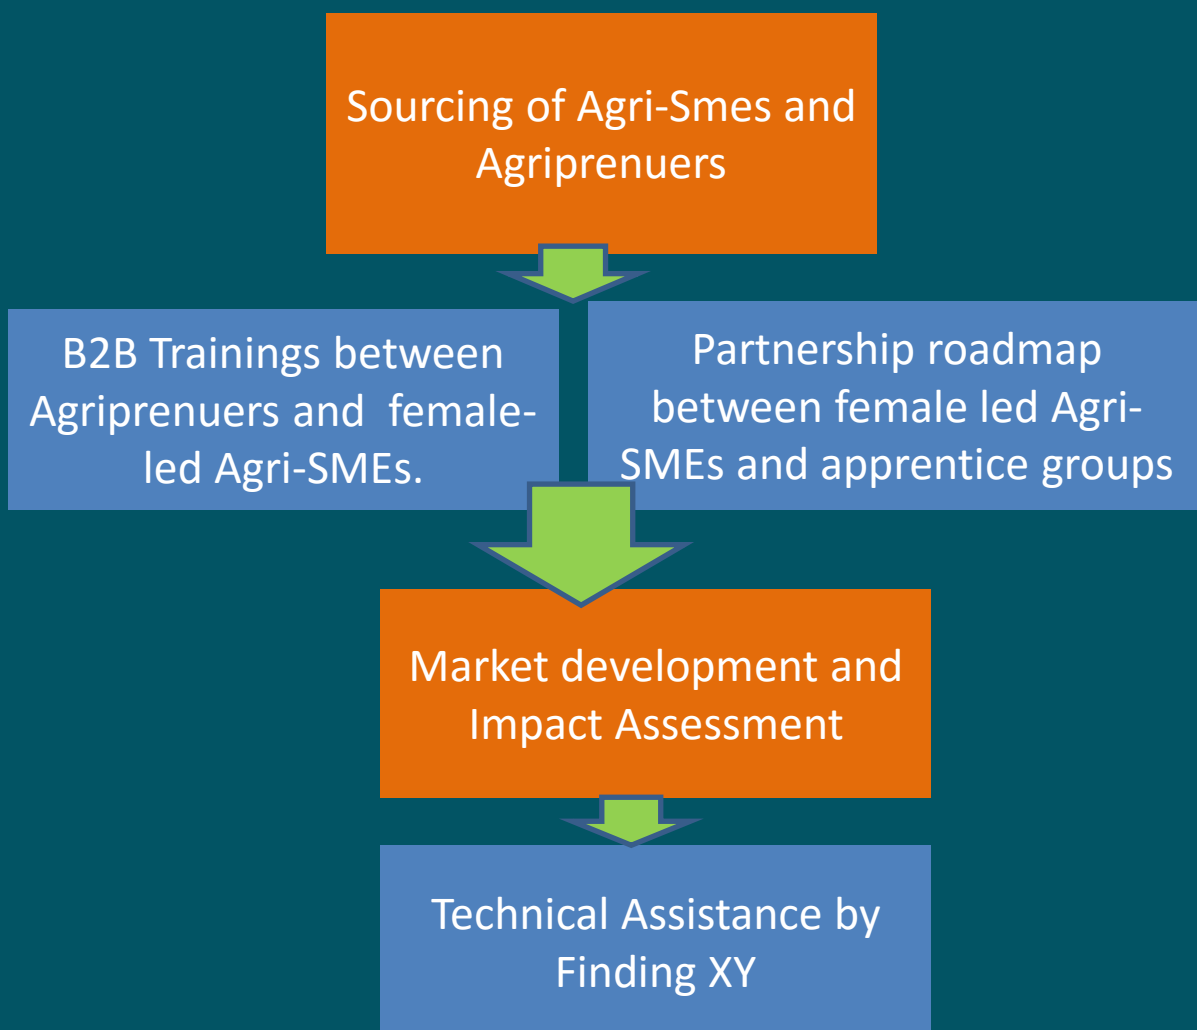 Sourcing of Agri-Smes and
Agriprenuers
B2B Trainings between
Agriprenuers and  female-
led Agri-SMEs.
Partnership roadmap
between female led Agri-
SMEs and apprentice groups
Market development and
Impact Assessment
Technical Assistance by
Finding XY